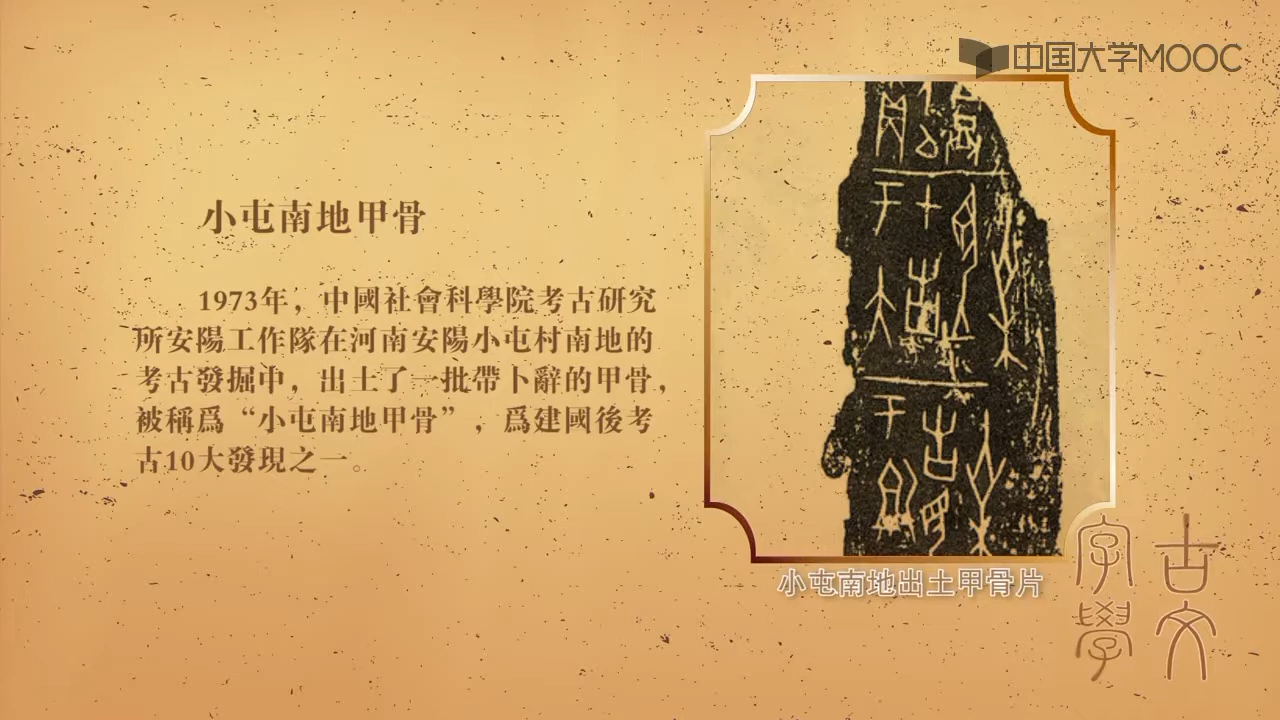 中国大学MOOC
小屯南地甲骨
1973年，中國社會科學院考古研究
所安陽工作隊在河南安陽小屯村南地的
考古發掘中，出土了一批帶卜辭的甲骨，
被稱爲“小屯南地甲骨”，爲建國後考
古10大發現之一。
小屯南地出土甲骨片
古文
字學